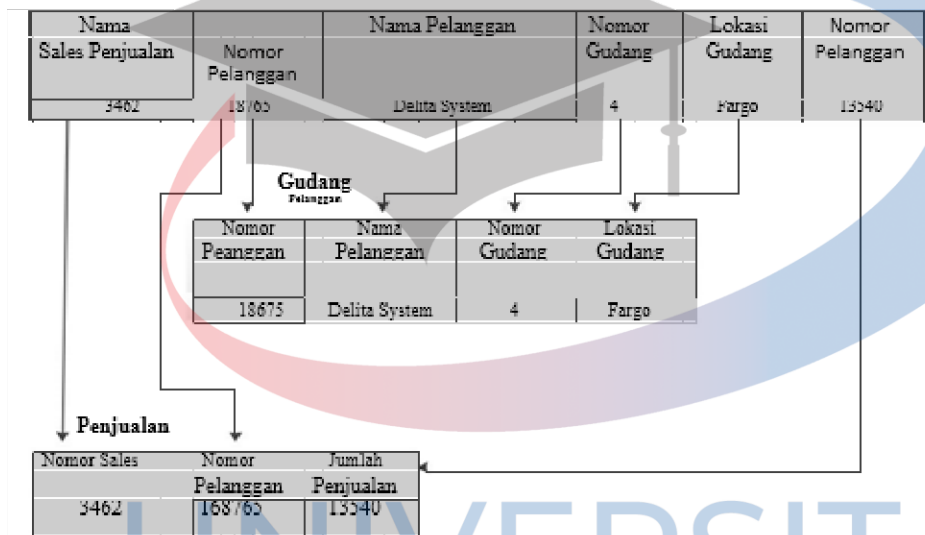 Nama Nama Pelanggan Nomor Lokasi Nomor
Sales Penjualan Nomor Gudang Gudang Pelanggan
Pelanggan
3462 18765 Delita System 4 Fargo 13540
Gudang
Pelanggan
Nomor Nama Nomor Lokasi
Peanggan Pelanggan Gudang Gudang
18675 Delita System 4 Fargo
Penjualan
Nomor Sales Nomor Jumlah
Pelanggan Penjualan
3462 168765 13540
UNIVERSIT